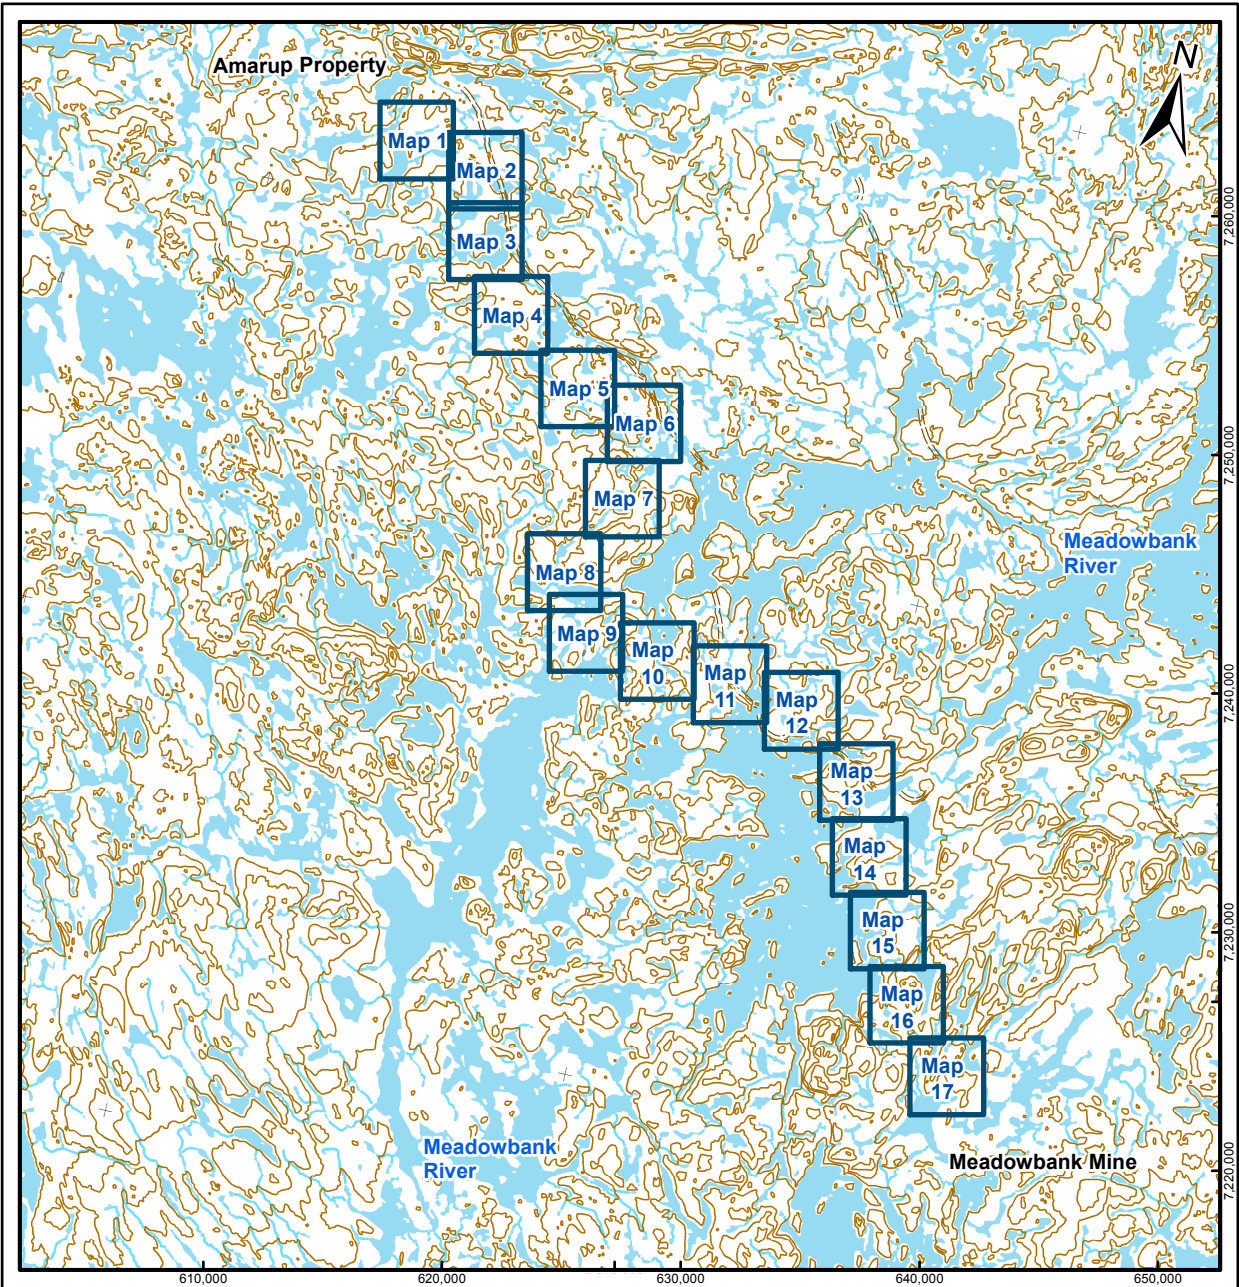 N
Amarup Property
Map 1
Map 2
7,260,000
Map 3
Map 4
Map 5
Map 6
7,250,000
Map 7
Meadowbank
River
Map 8
Map 9
Map
10
Map
11
7,240,000
Map
12
Map
13
Map
14
Map
15
7,230,000
Map
16
Map
17
Meadowbank
River
Meadowbank Mine
7,220,000
610,000
620,000
630,000
640,000
650,000